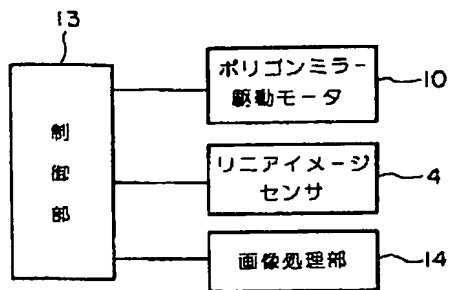 13
制
御
部
ポリゴンミラー
駆動モータ
10
リニアイメージ
センサ
4
画像処理部
14